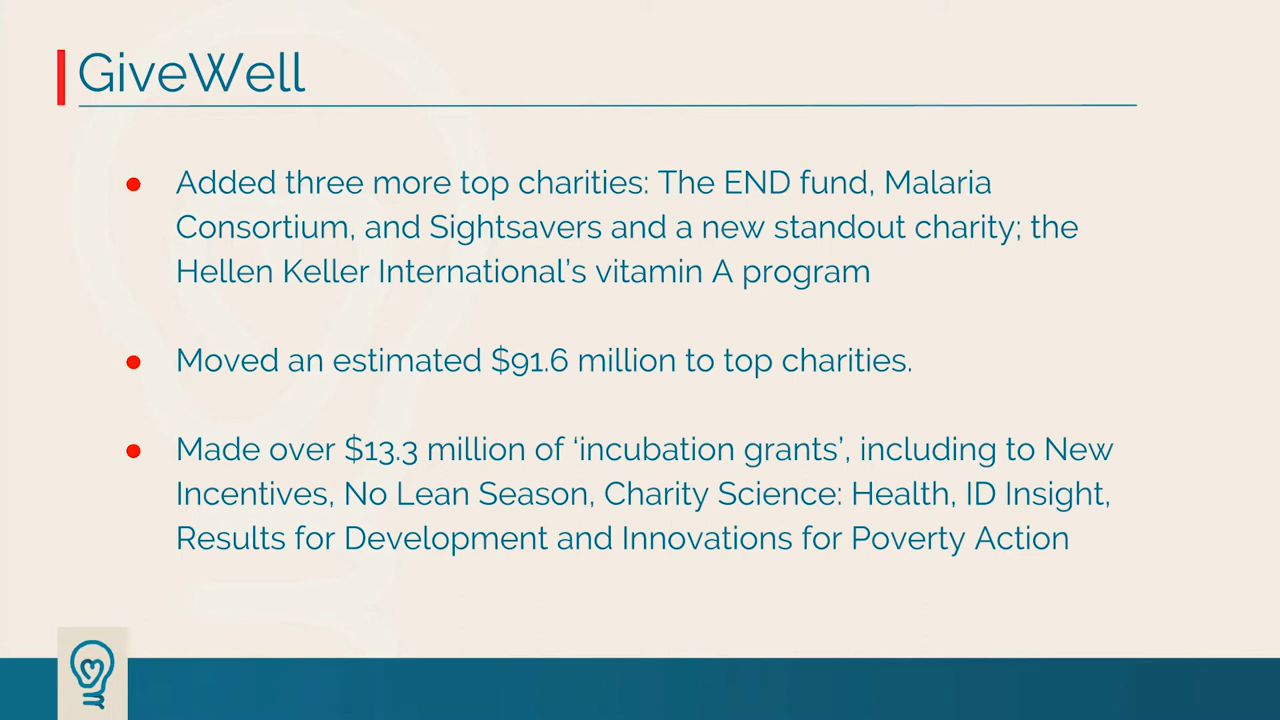 GiveWell
● Added three more top charities: The END fund, Malaria
Consortium, and Sightsavers and a new standout charity; the
Hellen Keller International's vitamin A program
● Moved an estimated $91.6 million to top charities.
● Made over $13.3 million of ‘incubation grants’, including to New
Incentives, No Lean Season, Charity Science: Health, ID Insight,
Results for Development and Innovations for Poverty Action